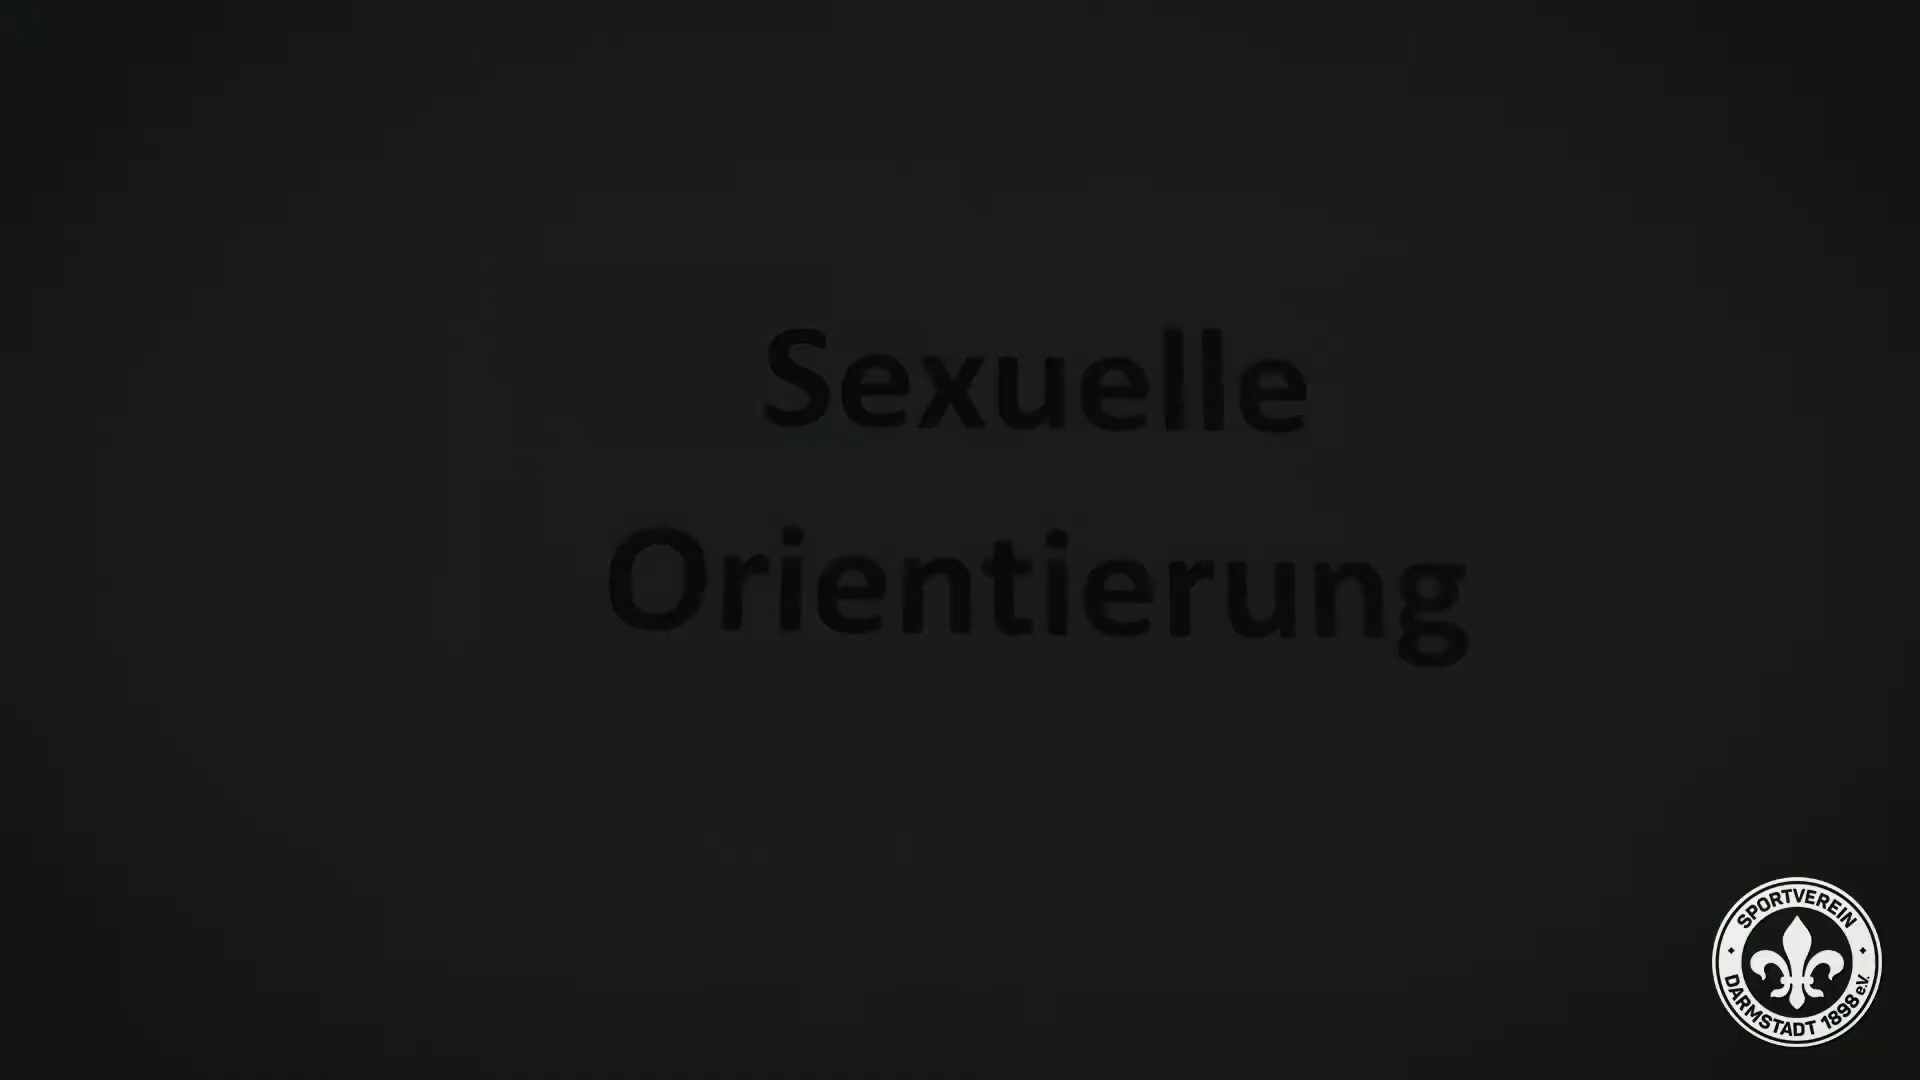 Sexuelle
Orientierung
SPORTVEREIN
DARMSTADT 1898 e.V.